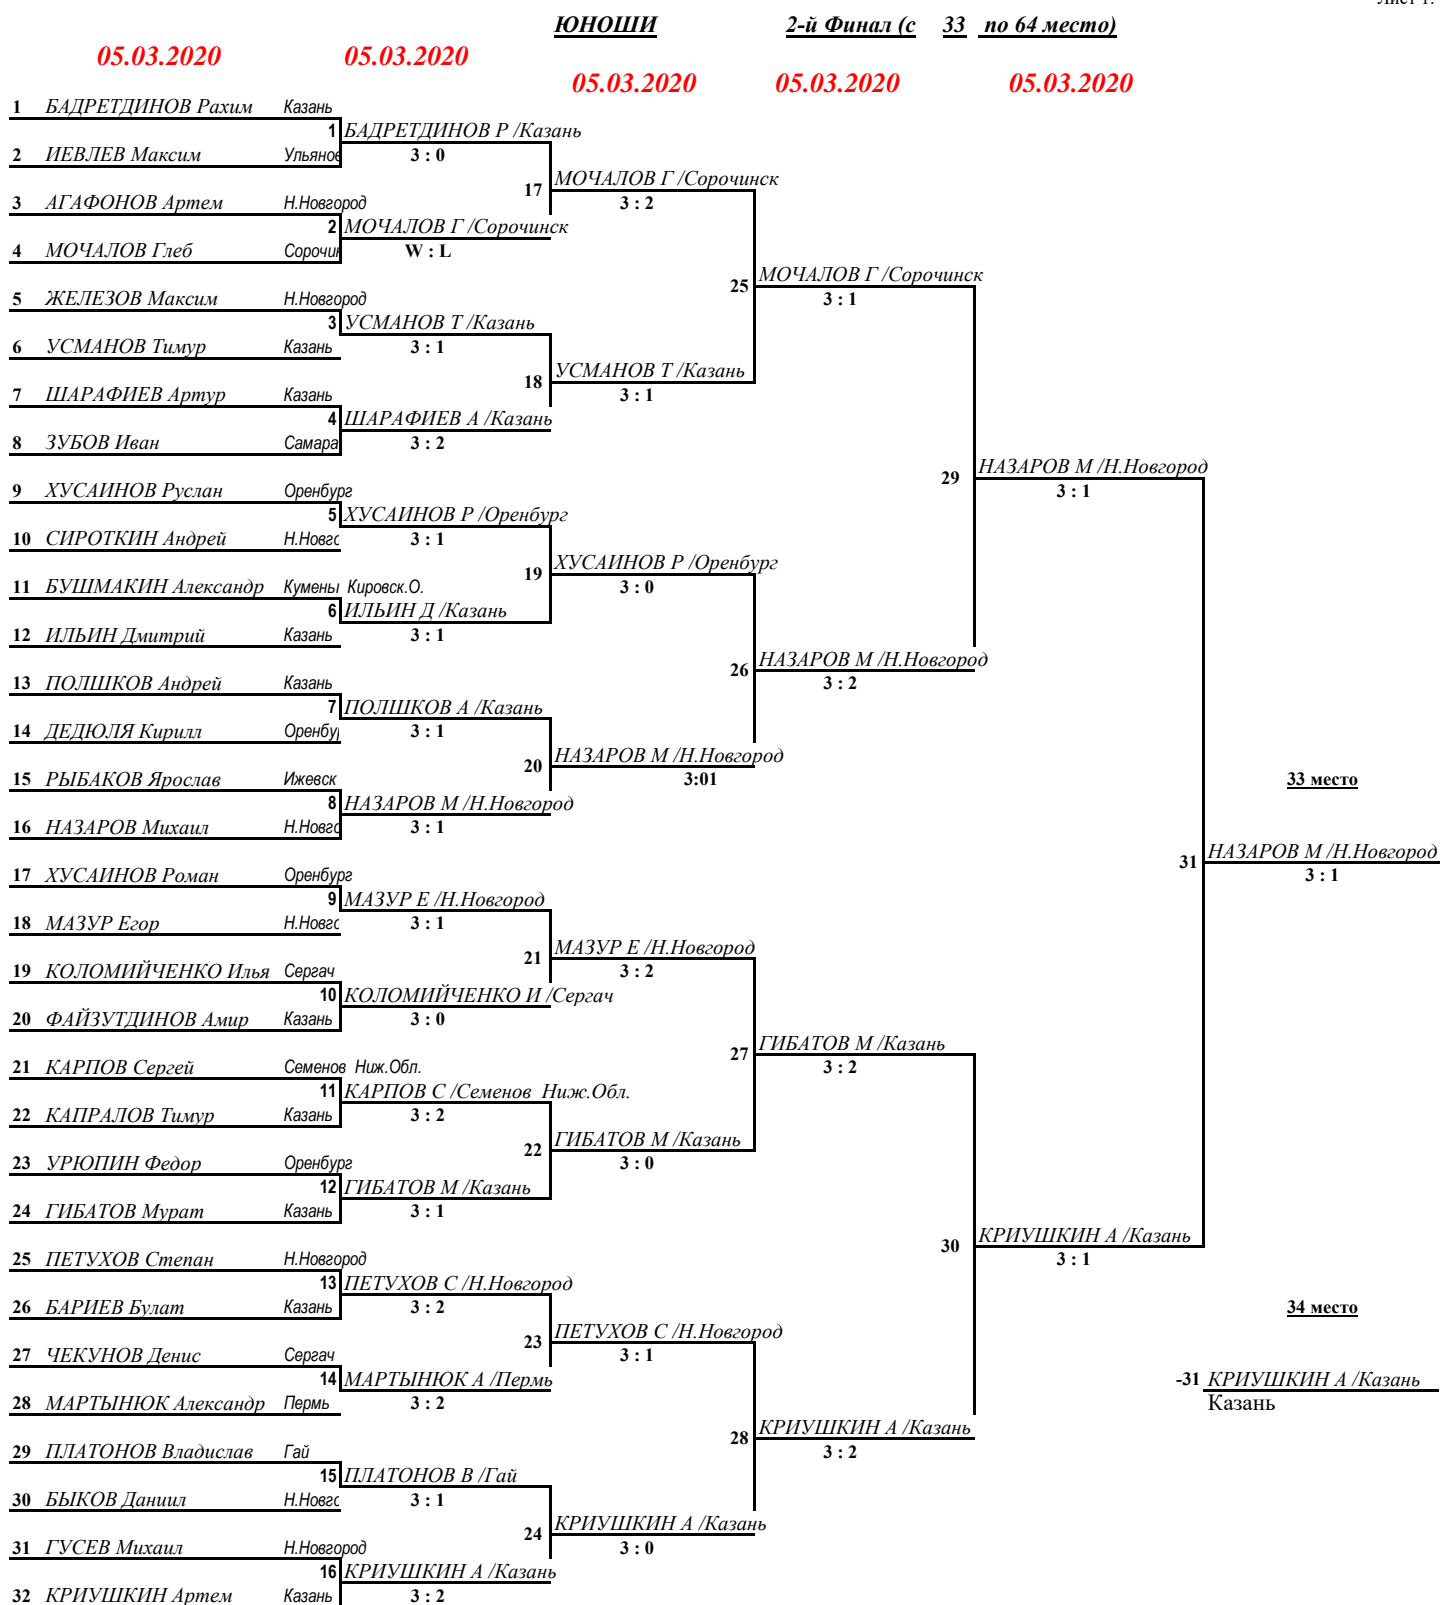 Лист 1.
ЮНОШИ 2-й Финал (с 33 по 64 место)
05.03.2020 05.03.2020
05.03.2020 05.03.2020 05.03.2020
1 БАДРЕТДИНОВ Рахим Казань
1 БАДРЕТДИНОВ Р /Казань
2 ИЕВЛЕВ Максим Ульянов 3 : 0
17 МОЧАЛОВ Г /Сорочинск
3 АГАФОНОВ Артем Н.Новгород 3 : 2
2 МОЧАЛОВ Г /Сорочинск
4 МОЧАЛОВ Глеб Сорочин W : L
25 МОЧАЛОВ Г /Сорочинск
5 ЖЕЛЕЗОВ Максим Н.Новгород 3 : 1
3 УСМАНОВ Т /Казань
6 УСМАНОВ Тимур Казань 3 : 1
18 УСМАНОВ Т /Казань
7 ШАРАФИЕВ Артур Казань 3 : 1
4 ШАРАФИЕВ А /Казань
8 ЗУБОВ Иван Самара 3 : 2
29 НАЗАРОВ М /Н.Новгород
9 ХУСАИНОВ Руслан Оренбург 3 : 1
5 ХУСАИНОВ Р /Оренбург
10 СИРОТКИН Андрей Н.Новго 3 : 1
19 ХУСАИНОВ Р /Оренбург
11 БУШМАКИН Александр Кумены Кировск.О. 3 : 0
6 ИЛЬИН Д /Казань
12 ИЛЬИН Дмитрий Казань 3 : 1
26 НАЗАРОВ М /Н.Новгород
13 ПОЛШКОВ Андрей Казань 3 : 2
7 ПОЛШКОВ А /Казань
14 ДЕДЮЛЯ Кирилл Оренбур 3 : 1
20 НАЗАРОВ М /Н.Новгород
15 РЫБАКОВ Ярослав Ижевск 3:01 33 место
8 НАЗАРОВ М /Н.Новгород
16 НАЗАРОВ Михаил Н.Новго 3 : 1
31 НАЗАРОВ М /Н.Новгород
17 ХУСАИНОВ Роман Оренбург 3 : 1
9 МАЗУР Е /Н.Новгород
18 МАЗУР Егор Н.Новго 3 : 1
21 МАЗУР Е /Н.Новгород
19 КОЛОМИЙЧЕНКО Илья Сергач 3 : 2
10 КОЛОМИЙЧЕНКО И /Сергач
20 ФАЙЗУТДИНОВ Амир Казань 3 : 0
27 ГИБАТОВ М /Казань
21 КАРПОВ Сергей Семенов Ниж.Обл. 3 : 2
11 КАРПОВ С /Семенов Ниж.Обл.
22 КАПРАЛОВ Тимур Казань 3 : 2
22 ГИБАТОВ М /Казань
23 УРЮПИН Федор Оренбург 3 : 0
12 ГИБАТОВ М /Казань
24 ГИБАТОВ Мурат Казань 3 : 1
30 КРИУШКИН А /Казань
25 ПЕТУХОВ Степан Н.Новгород 3 : 1
13 ПЕТУХОВ С /Н.Новгород
26 БАРИЕВ Булат Казань 3 : 2 34 место
23 ПЕТУХОВ С /Н.Новгород
27 ЧЕКУНОВ Денис Сергач 3 : 1
14 МАРТЫНЮК А /Пермь -31 КРИУШКИН А /Казань
28 МАРТЫНЮК Александр Пермь 3 : 2 Казань
28 КРИУШКИН А /Казань
29 ПЛАТОНОВ Владислав Гай 3 : 2
15 ПЛАТОНОВ В /Гай
30 БЫКОВ Даниил Н.Новго 3 : 1
24 КРИУШКИН А /Казань
31 ГУСЕВ Михаил Н.Новгород 3 : 0
16 КРИУШКИН А /Казань
32 КРИУШКИН Артем Казань 3 : 2